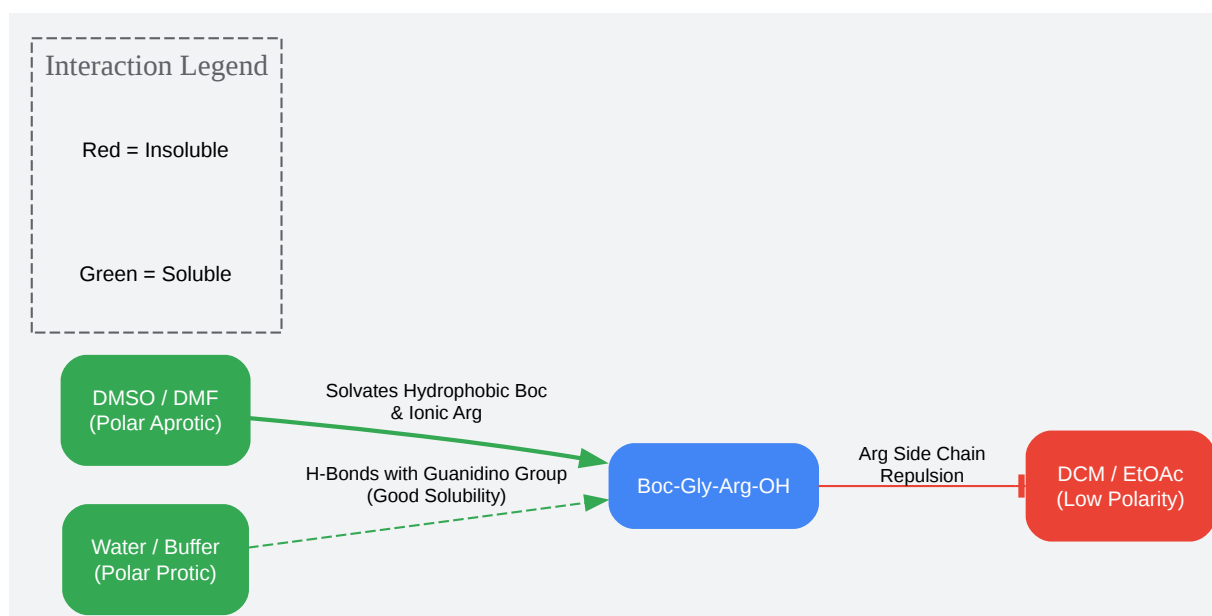 Interaction Legend
Red = Insoluble
Green = Soluble
DMSO / DMF
(Polar Aprotic)
Solvates Hydrophobic Boc
& Ionic Arg
H-Bonds with Guanidino Group
(Good Solubility)
Water / Buffer
(Polar Protic)
Boc-Gly-Arg-OH
Arg Side Chain
Repulsion
DCM / EtOAc
(Low Polarity)